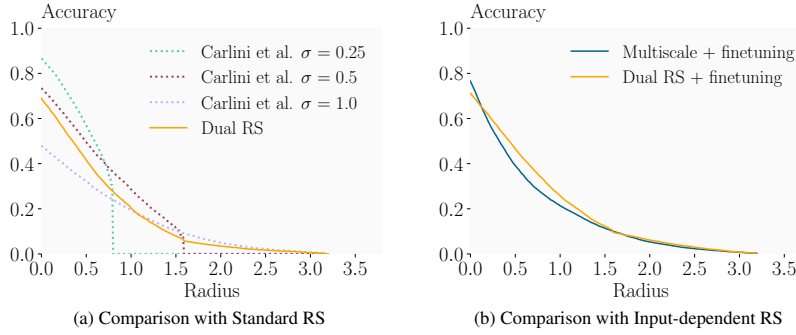 Accuracy
1.0
0.8
0.6
0.4
0.2
0.0
0.0 0.5 1.0 1.5 2.0 2.5 3.0 3.5
Radius
Carlini et al. σ = 0.25
Carlini et al. σ = 0.5
Carlini et al. σ = 1.0
Dual RS
(a) Comparison with Standard RS
Accuracy
1.0
0.8
0.6
0.4
0.2
0.0
0.0 0.5 1.0 1.5 2.0 2.5 3.0 3.5
Radius
Multiscale + finetuning
Dual RS + finetuning
(b) Comparison with Input-dependent RS